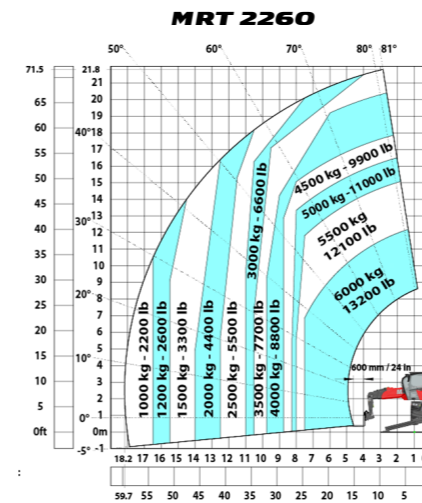 MRT 2260
50° 60° 70° 80° 81°
71.5 21.8
21
65 20
19
60 18
40° 17
55 16
15
50 14
45 30° 13
12
40 11
35 10
9
30 20° 8
25 7
6
20 5
15 10° 4
10 3
2
5 0° 1
0ft 0m
-5° -1
1000 kg - 2200 lb
1200 kg - 2600 lb
1500 kg - 3300 lb
2000 kg - 4400 lb
2500 kg - 5500 lb
3000 kg - 6600 lb
3500 kg - 7700 lb
4000 kg - 8800 lb
4500 kg - 9900 lb
5000 kg -11000 lb
5500 kg
12100 lb
6000 kg
13200 lb
600 mm / 24 in
18.2 17 16 15 14 13 12 11 10 9 8 7 6 5 4 3 2 1 0
:
59.7 55 50 45 40 35 30 25 20 15 10 5